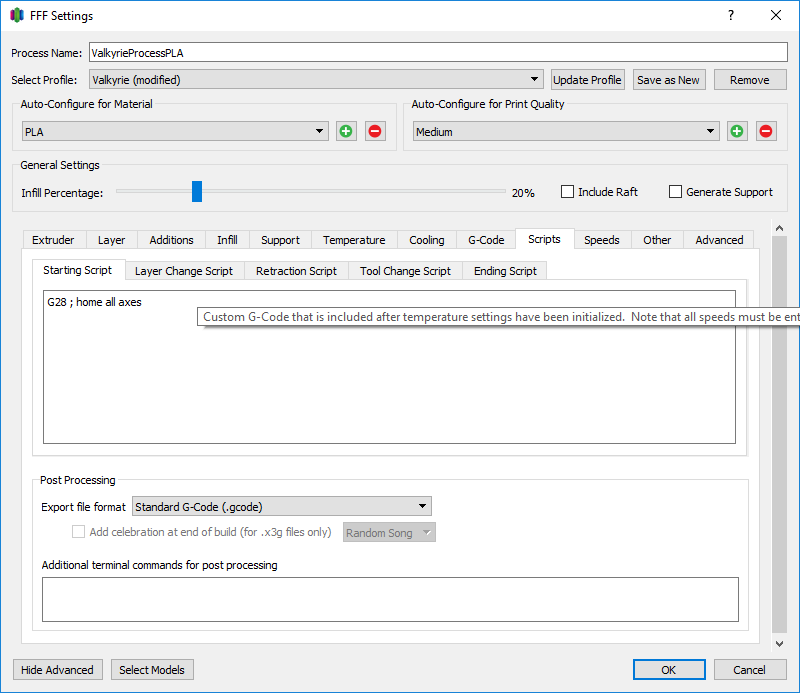 FFF Settings
?
Process Name: ValkyrieProcessPLA
Select Profile: Valkyrie (modified) Update Profile Save as New Remove
Auto-Configure for Material Auto-Configure for Print Quality
PLA Medium
General Settings
Infill Percentage: 20% Include Raft Generate Support
Extruder Layer Additions Infill Support Temperature Cooling G-Code Scripts Speeds Other Advanced
Starting Script Layer Change Script Retraction Script Tool Change Script Ending Script
G28 ; home all axes
Custom G-Code that is included after temperature settings have been initialized. Note that all speeds must be ent
Post Processing
Export file format Standard G-Code (.gcode)
Add celebration at end of build (for .x3g files only) Random Song
Additional terminal commands for post processing
Hide Advanced Select Models OK Cancel